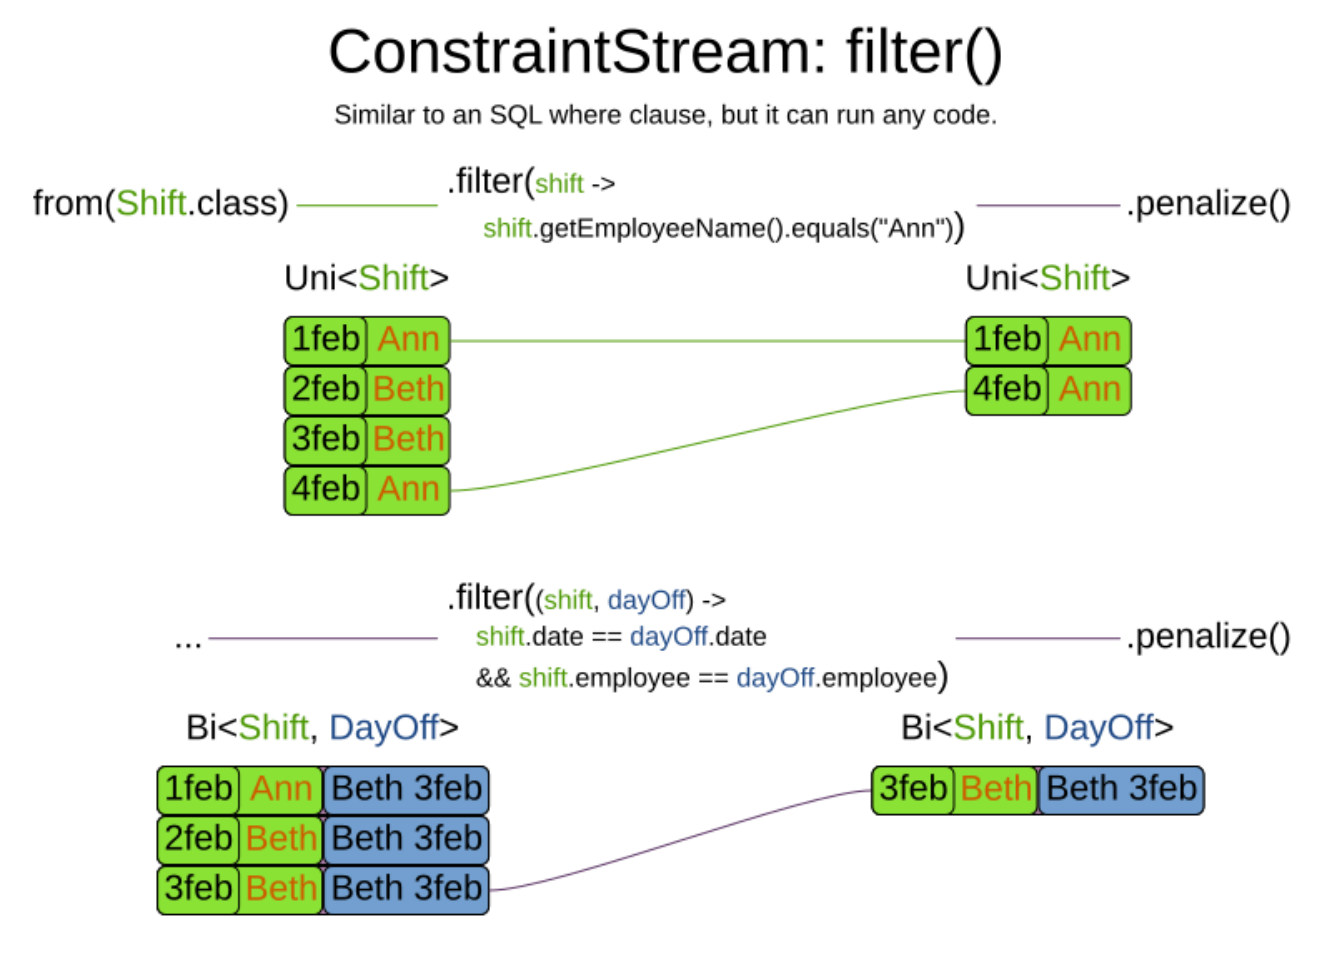 ConstraintStream: filter()
Similar to an SQL where clause, but it can run any code.
from(Shift.class)
.filter(shift ->
shift.getEmployeeName().equals("Ann"))
.penalize()
Uni<Shift>
Uni<Shift>
1feb Ann
1feb Ann
2feb Beth
4feb Ann
3feb Beth
4feb Ann
.filter((shift, dayOff) ->
...
shift.date == dayOff.date
.penalize()
&& shift.employee == dayOff.employee)
Bi<Shift, DayOff>
Bi<Shift, DayOff>
1feb Ann Beth 3feb
3feb Beth Beth 3feb
2feb Beth Beth 3feb
3feb Beth Beth 3feb